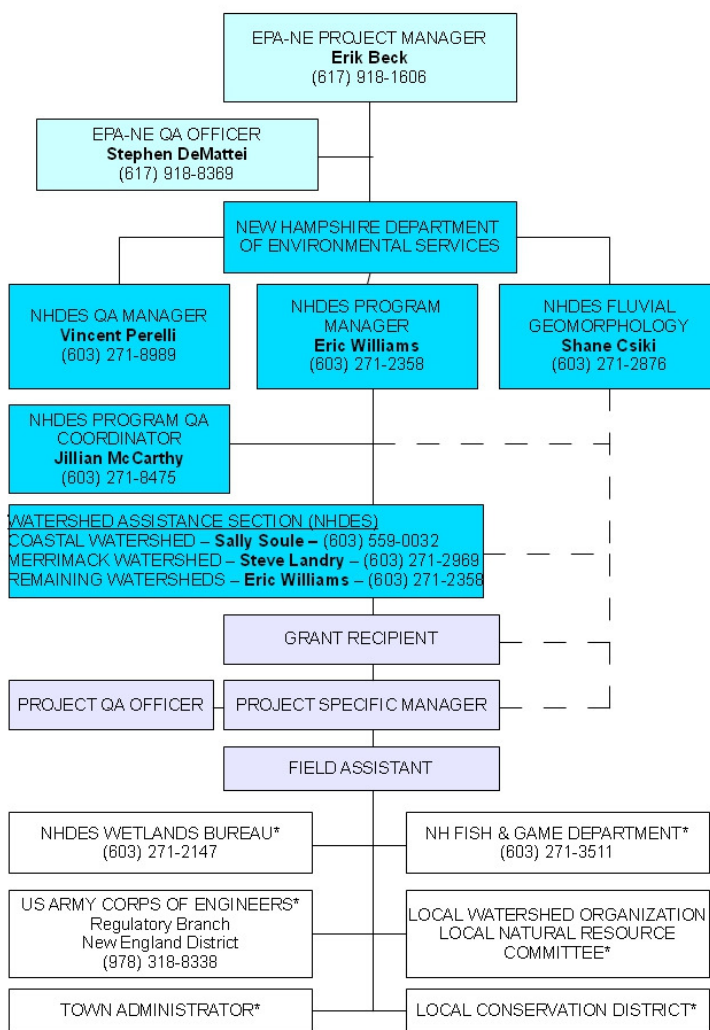 EPA-NE PROJECT MANAGER
Erik Beck
(617) 918-1606
EPA-NE QA OFFICER
Stephen DeMattei
(617) 918-8369
NEW HAMPSHIRE DEPARTMENT
OF ENVIRONMENTAL SERVICES
NHDES QA MANAGER
Vincent Perelli
(603) 271-8989
NHDES PROGRAM
MANAGER
Eric Williams
(603) 271-2358
NHDES FLUVIAL
GEOMORPHOLOGY
Shane Csiki
(603) 271-2876
NHDES PROGRAM QA
COORDINATOR
Jillian McCarthy
(603) 271-8475
WATERSHED ASSISTANCE SECTION (NHDES)
COASTAL WATERSHED – Sally Soule – (603) 559-0032
MERRIMACK WATERSHED – Steve Landry – (603) 271-2969
REMAINING WATERSHEDS – Eric Williams – (603) 271-2358
GRANT RECIPIENT
PROJECT QA OFFICER
PROJECT SPECIFIC MANAGER
FIELD ASSISTANT
NHDES WETLANDS BUREAU*
(603) 271-2147
NH FISH & GAME DEPARTMENT*
(603) 271-3511
US ARMY CORPS OF ENGINEERS*
Regulatory Branch
New England District
(978) 318-8338
LOCAL WATERSHED ORGANIZATION
LOCAL NATURAL RESOURCE
COMMITTEE*
TOWN ADMINISTRATOR*
LOCAL CONSERVATION DISTRICT*